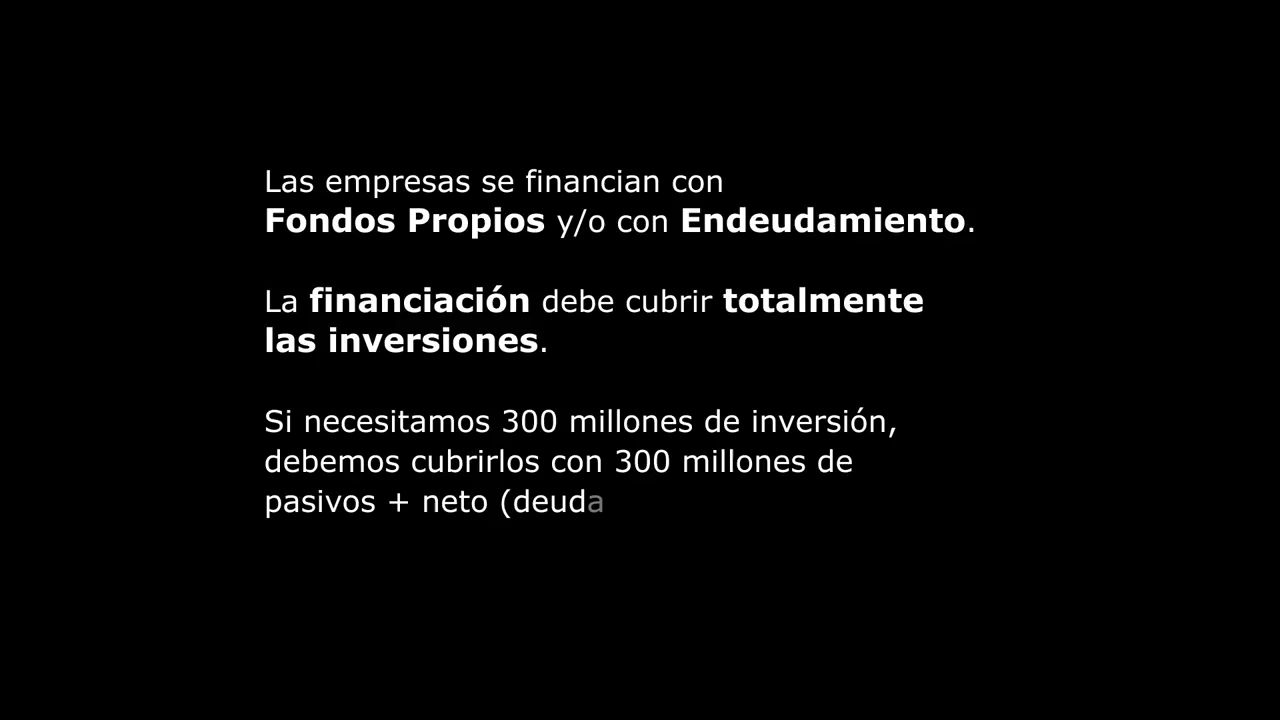 Las empresas se financian con
Fondos Propios y/o con Endeudamiento.
La financiación debe cubrir totalmente
las inversiones.
Si necesitamos 300 millones de inversión,
debemos cubrirlos con 300 millones de
pasivos + neto (deuda